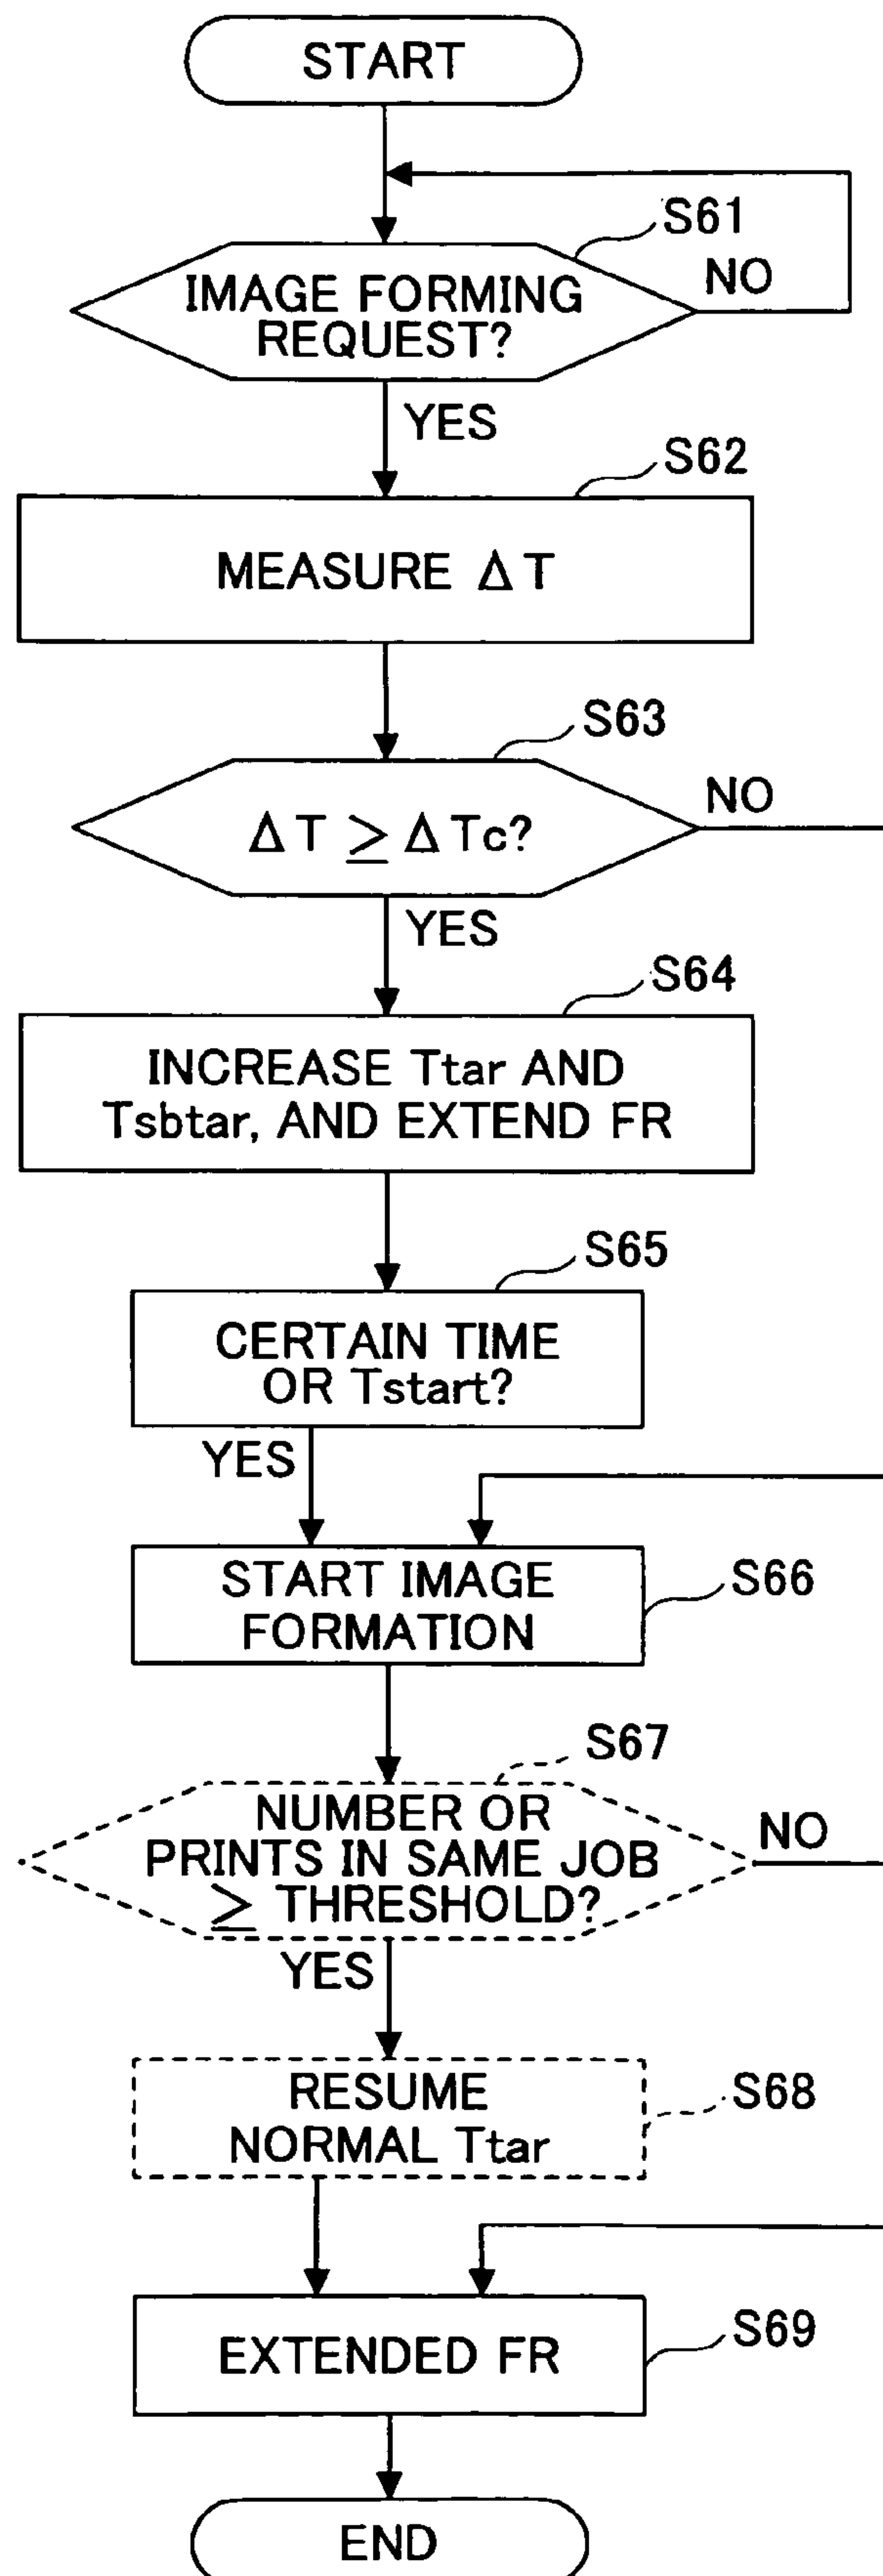 START
S61
NO
IMAGE FORMING
REQUEST?
YES
S62
MEASURE ΔT
S63
NO
ΔT ≥ ΔTc?
YES
S64
INCREASE Ttar AND
Tsbtar, AND EXTEND FR
S65
CERTAIN TIME
OR Tstart?
YES
START IMAGE
FORMATION
S66
S67
NUMBER OR
PRINTS IN SAME JOB
≥ THRESHOLD?
NO
YES
RESUME
NORMAL Ttar
S68
EXTENDED FR
S69
END